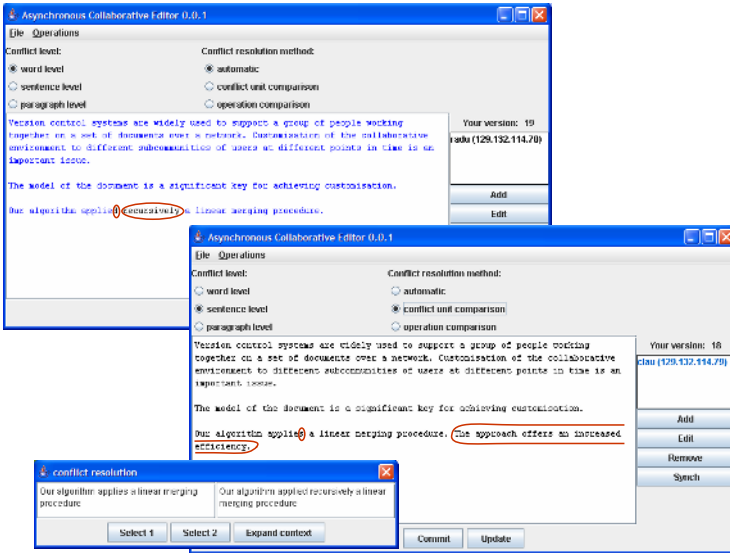 Asynchronous Collaborative Editor 0.0.1
File Operations
Conflict level: Conflict resolution method:
word level automatic
sentence level conflict unit comparison
paragraph level operation comparison
Version control systems are widely used to support a group of people working
together on a set of documents over a network. Customisation of the collaborative
environment to different subcommunities of users at different points in time is an
important issue.
The model of the document is a significant key for achieving customisation.
Our algorithm applied recursively a linear merging procedure.
Your version: 19
radu (129.132.114.78)
Add
Edit
Asynchronous Collaborative Editor 0.0.1
File Operations
Conflict level: Conflict resolution method:
word level automatic
sentence level conflict unit comparison
paragraph level operation comparison
Version control systems are widely used to support a group of people working
together on a set of documents over a network. Customisation of the collaborative
environment to different subcommunities of users at different points in time is an
important issue.
The model of the document is a significant key for achieving customisation.
Our algorithm applies a linear merging procedure. The approach offers an increased
efficiency.
Your version: 18
clau (129.132.114.79)
Add
Edit
Remove
Synch
Commit Update
conflict resolution
Our algorithm applies a linear merging
procedure
Our algorithm applied recursively a linear
merging procedure
Select 1 Select 2 Expand context